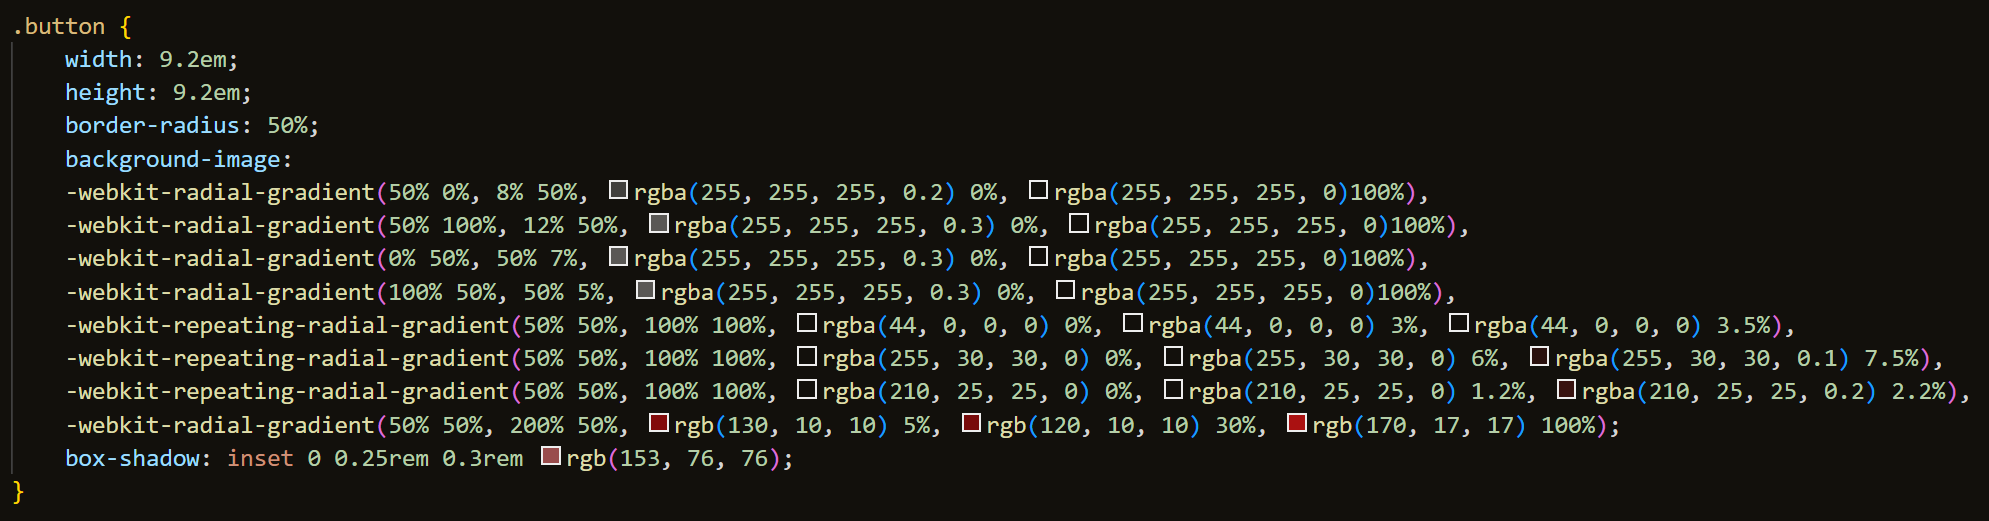 .button {
width: 9.2em;
height: 9.2em;
border-radius: 50%;
background-image:
-webkit-radial-gradient(50% 0%, 8% 50%, rgba(255, 255, 255, 0.2) 0%, rgba(255, 255, 255, 0)100%),
-webkit-radial-gradient(50% 100%, 12% 50%, rgba(255, 255, 255, 0.3) 0%, rgba(255, 255, 255, 0)100%),
-webkit-radial-gradient(0% 50%, 50% 7%, rgba(255, 255, 255, 0.3) 0%, rgba(255, 255, 255, 0)100%),
-webkit-radial-gradient(100% 50%, 50% 5%, rgba(255, 255, 255, 0.3) 0%, rgba(255, 255, 255, 0)100%),
-webkit-repeating-radial-gradient(50% 50%, 100% 100%, rgba(44, 0, 0, 0) 0%, rgba(44, 0, 0, 0) 3%, rgba(44, 0, 0, 0) 3.5%),
-webkit-repeating-radial-gradient(50% 50%, 100% 100%, rgba(255, 30, 30, 0) 0%, rgba(255, 30, 30, 0) 6%, rgba(255, 30, 30, 0.1) 7.5%),
-webkit-repeating-radial-gradient(50% 50%, 100% 100%, rgba(210, 25, 25, 0) 0%, rgba(210, 25, 25, 0) 1.2%, rgba(210, 25, 25, 0.2) 2.2%),
-webkit-radial-gradient(50% 50%, 200% 50%, rgb(130, 10, 10) 5%, rgb(120, 10, 10) 30%, rgb(170, 17, 17) 100%);
box-shadow: inset 0 0.25rem 0.3rem rgb(153, 76, 76);
}